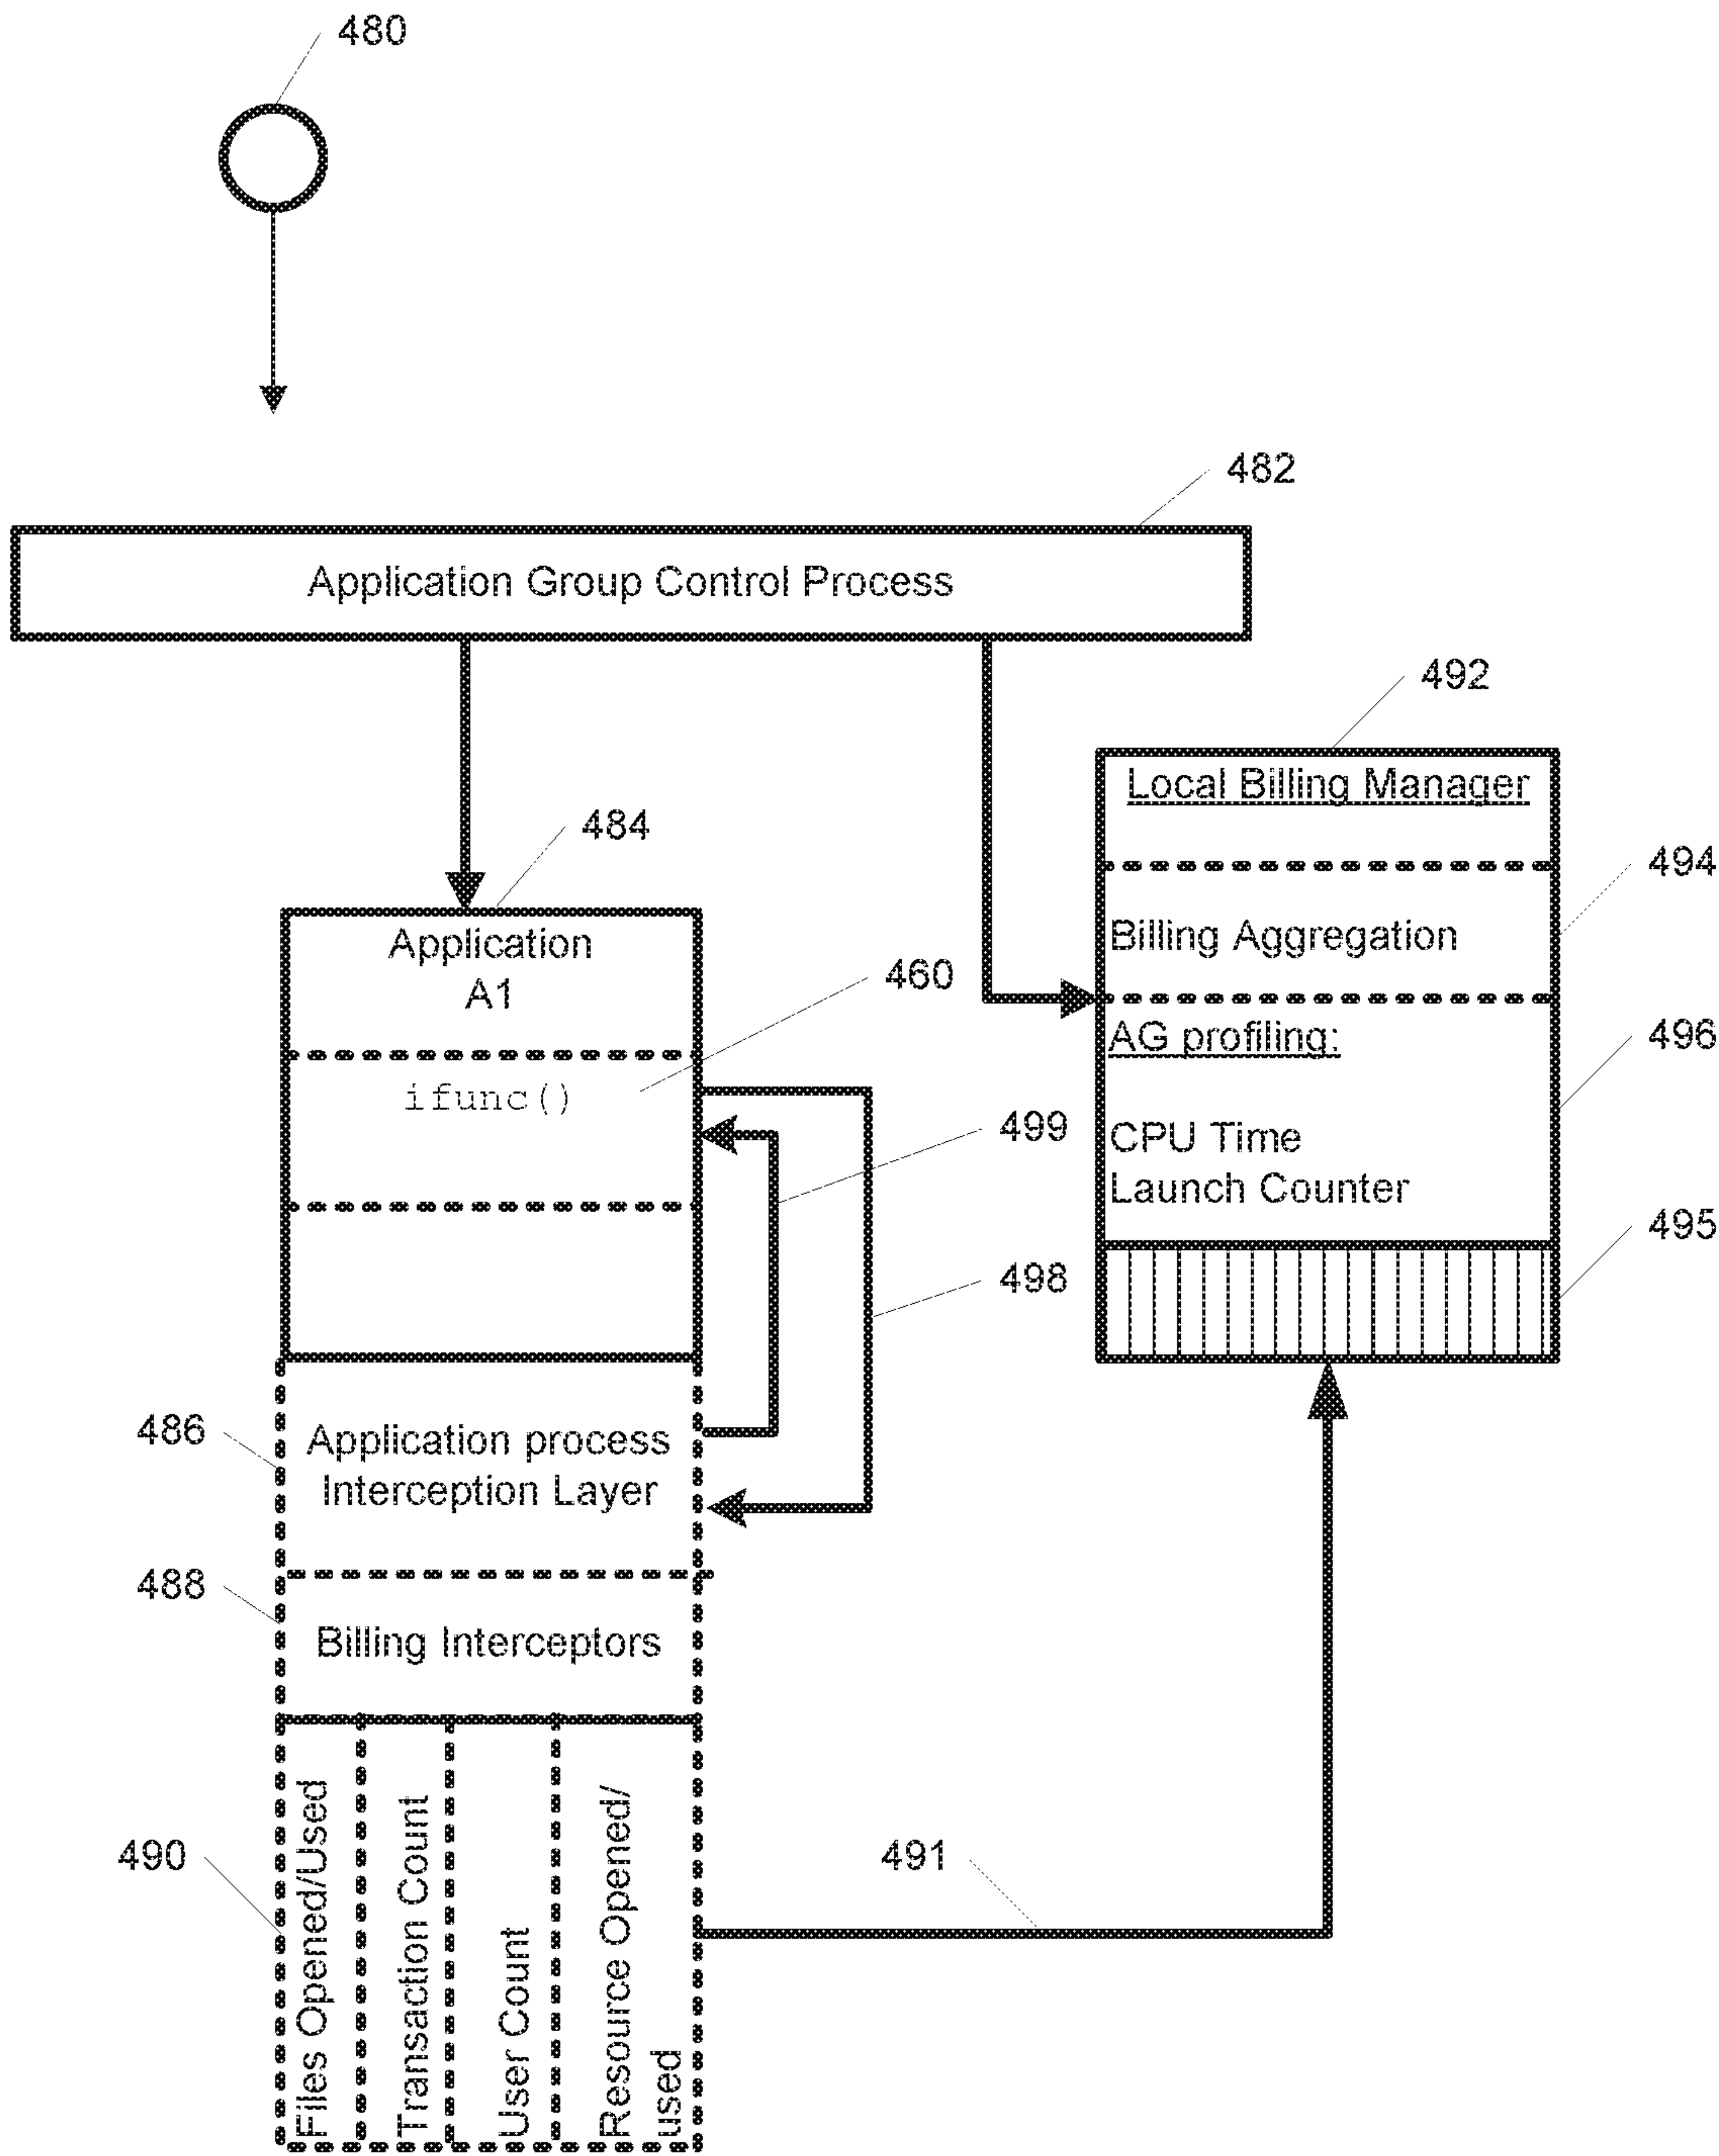 480
482
Application Group Control Process
492
Local Billing Manager
484
494
Application
A1
Billing Aggregation
460
496
AG profiling:
ifunc()
499
CPU Time
Launch Counter
495
498
486
Application process
Interception Layer
488
Billing Interceptors
490
Files Opened/Used
Transaction Count
User Count
Resource Opened/
used
491